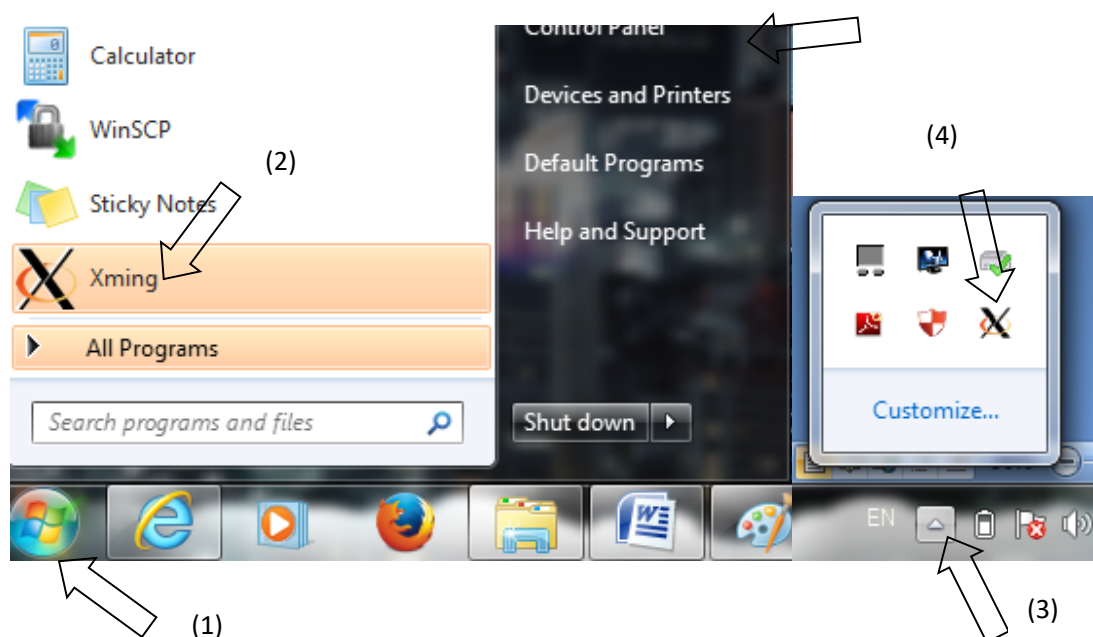 Calculator
WinSCP
(2)
Sticky Notes
Xming
All Programs
Search programs and files
Control Panel
Devices and Printers
Default Programs
Help and Support
Shut down
(4)
Customize...
EN
(1)
(3)